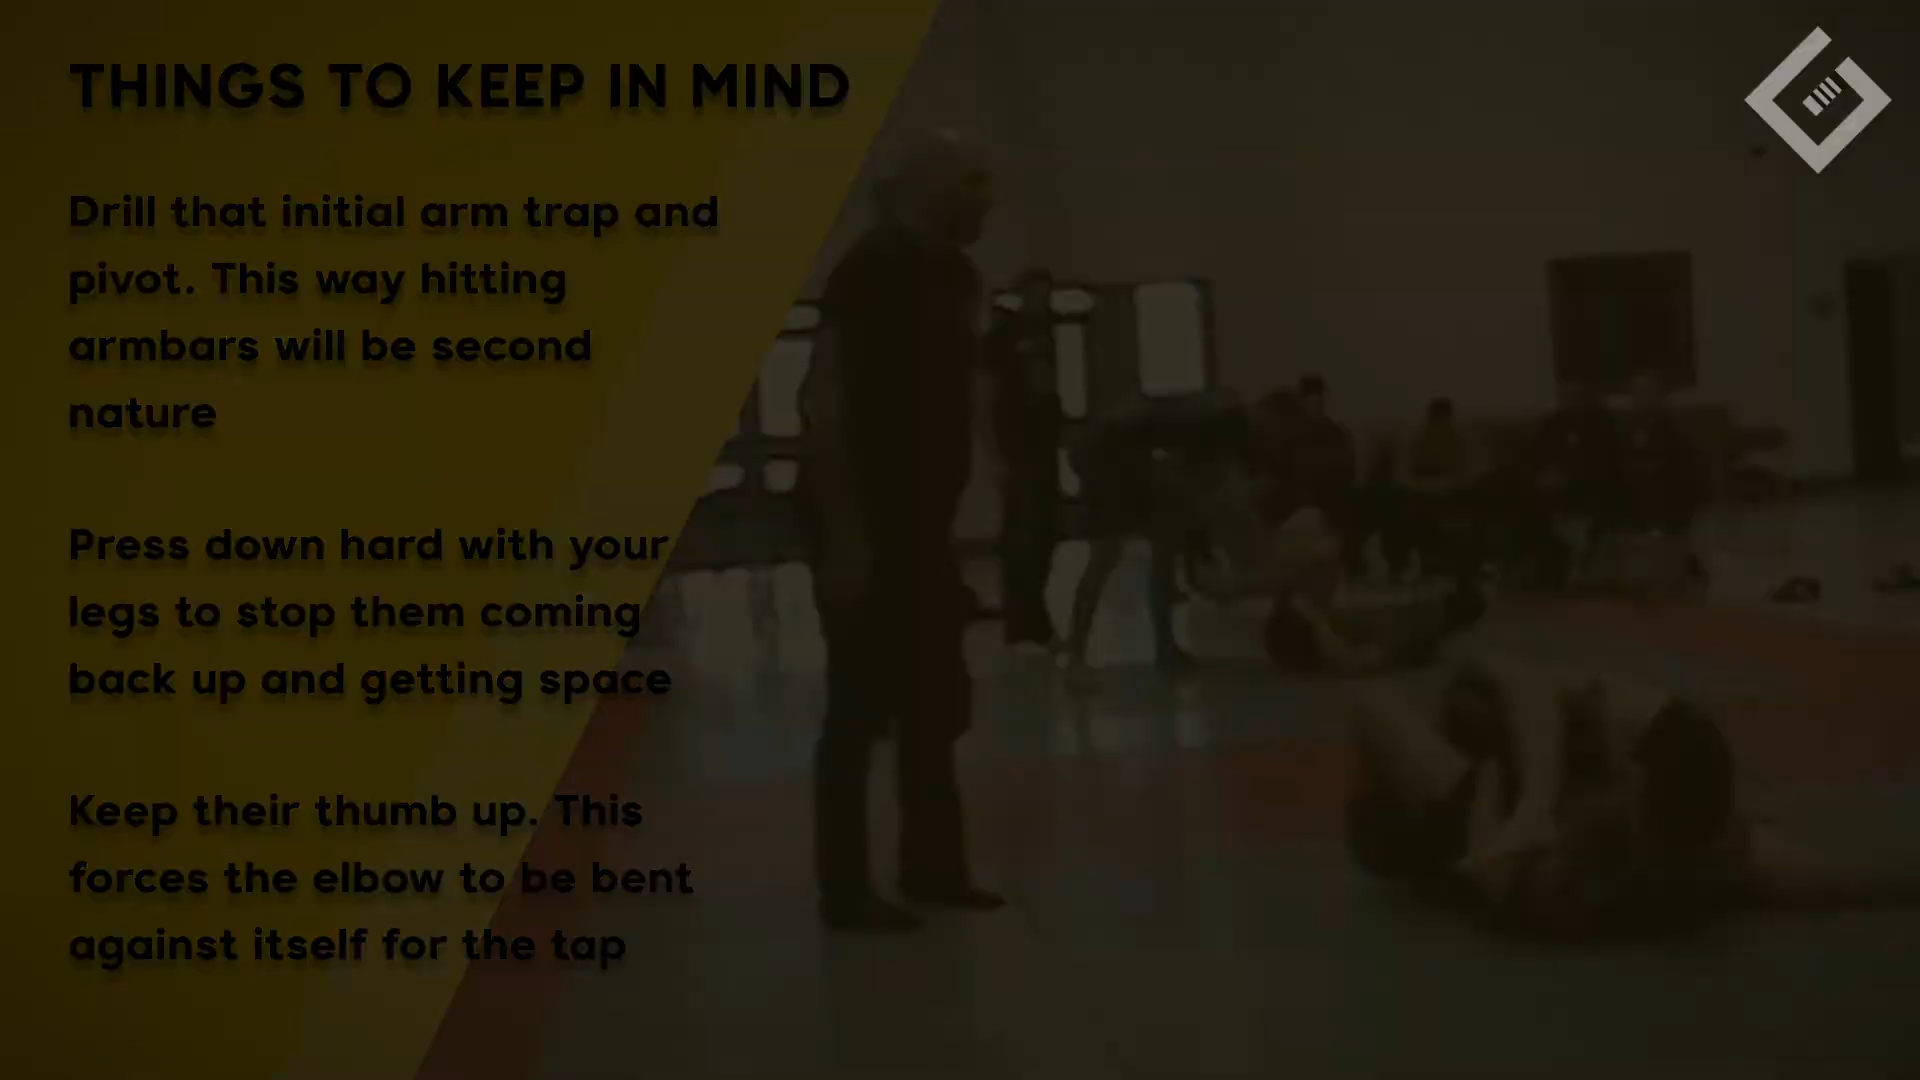 THINGS TO KEEP IN MIND
Drill that initial arm trap and
pivot. This way hitting
armbars will be second
nature
Press down hard with your
legs to stop them coming
back up and getting space
Keep their thumb up. This
forces the elbow to be bent
against itself for the tap